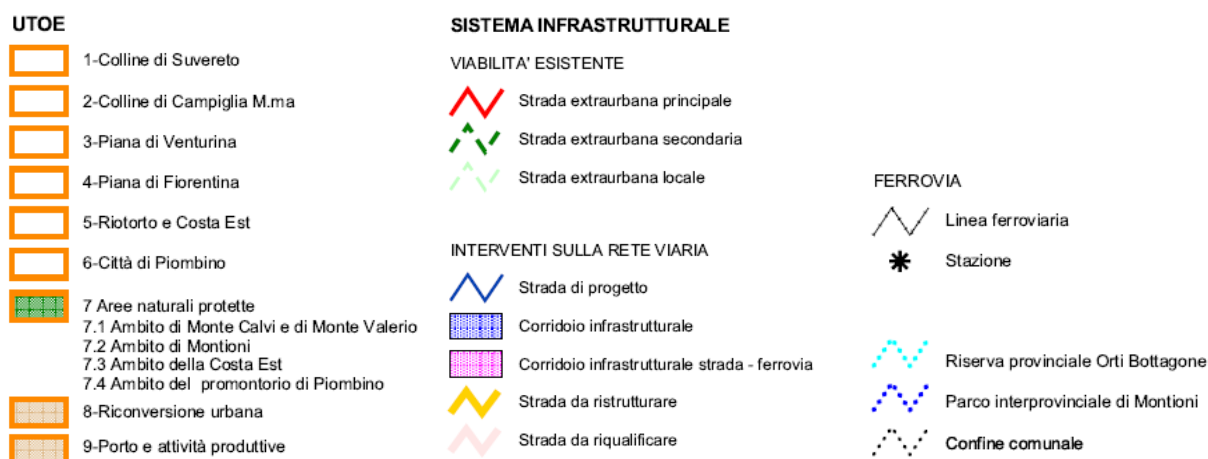 UTOE
1-Colline di Suvereto
2-Colline di Campiglia M.ma
3-Piana di Venturina
4-Piana di Fiorentina
5-Riotorto e Costa Est
6-Città di Piombino
7 Aree naturali protette
7.1 Ambito di Monte Calvi e di Monte Valerio
7.2 Ambito di Montioni
7.3 Ambito della Costa Est
7.4 Ambito del promontorio di Piombino
8-Riconversione urbana
9-Porto e attività produttive
SISTEMA INFRASTRUTTURALE
VIABILITA' ESISTENTE
Strada extraurbana principale
Strada extraurbana secondaria
Strada extraurbana locale
INTERVENTI SULLA RETE VIARIA
Strada di progetto
Corridoio infrastrutturale
Corridoio infrastrutturale strada - ferrovia
Strada da ristrutturare
Strada da riqualificare
FERROVIA
Linea ferroviaria
Stazione
Riserva provinciale Orti Bottagone
Parco interprovinciale di Montioni
Confine comunale